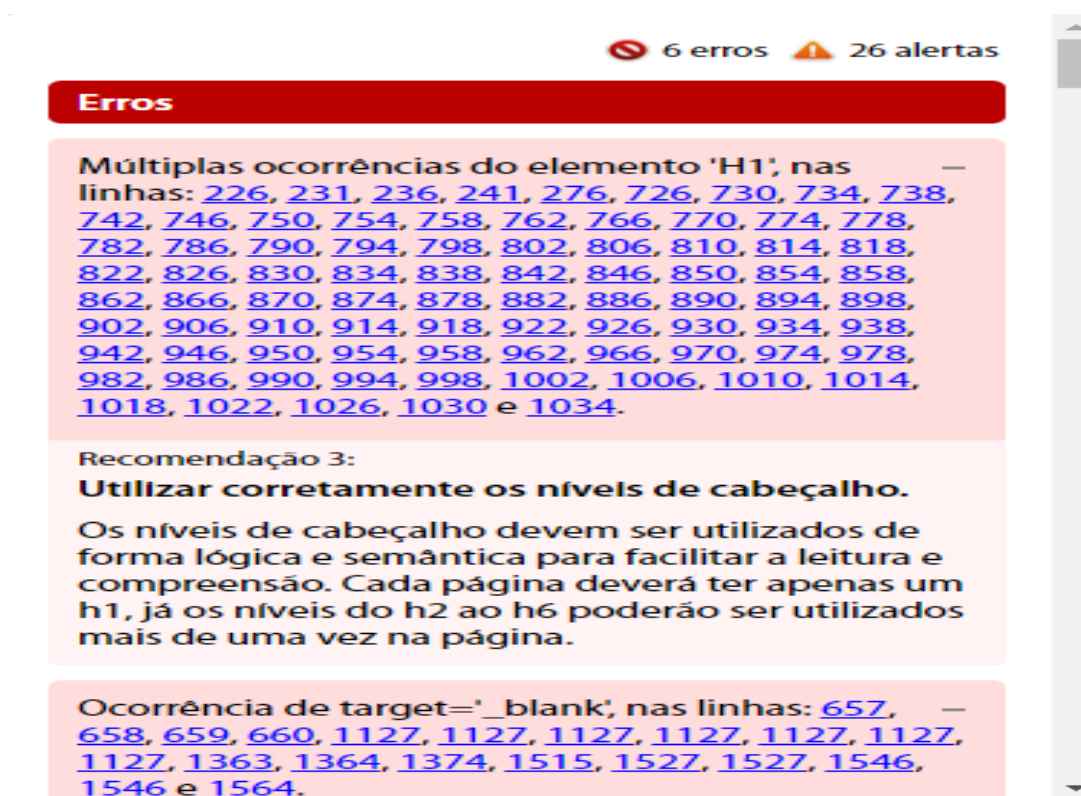 6 erros 26 alertas
Erros
Múltiplas ocorrências do elemento 'H1', nas
linhas: 226, 231, 236, 241, 276, 726, 730, 734, 738,
742, 746, 750, 754, 758, 762, 766, 770, 774, 778,
782, 786, 790, 794, 798, 802, 806, 810, 814, 818,
822, 826, 830, 834, 838, 842, 846, 850, 854, 858,
862, 866, 870, 874, 878, 882, 886, 890, 894, 898,
902, 906, 910, 914, 918, 922, 926, 930, 934, 938,
942, 946, 950, 954, 958, 962, 966, 970, 974, 978,
982, 986, 990, 994, 998, 1002, 1006, 1010, 1014,
1018, 1022, 1026, 1030 e 1034.
Recomendação 3:
Utilizar corretamente os níveis de cabeçalho.
Os níveis de cabeçalho devem ser utilizados de
forma lógica e semântica para facilitar a leitura e
compreensão. Cada página deverá ter apenas um
h1, já os níveis do h2 ao h6 poderão ser utilizados
mais de uma vez na página.
Ocorrência de target='_blank', nas linhas: 657,
658, 659, 660, 1127, 1127, 1127, 1127, 1127, 1127,
1127, 1363, 1364, 1374, 1515, 1527, 1527, 1546,
1546 e 1564.